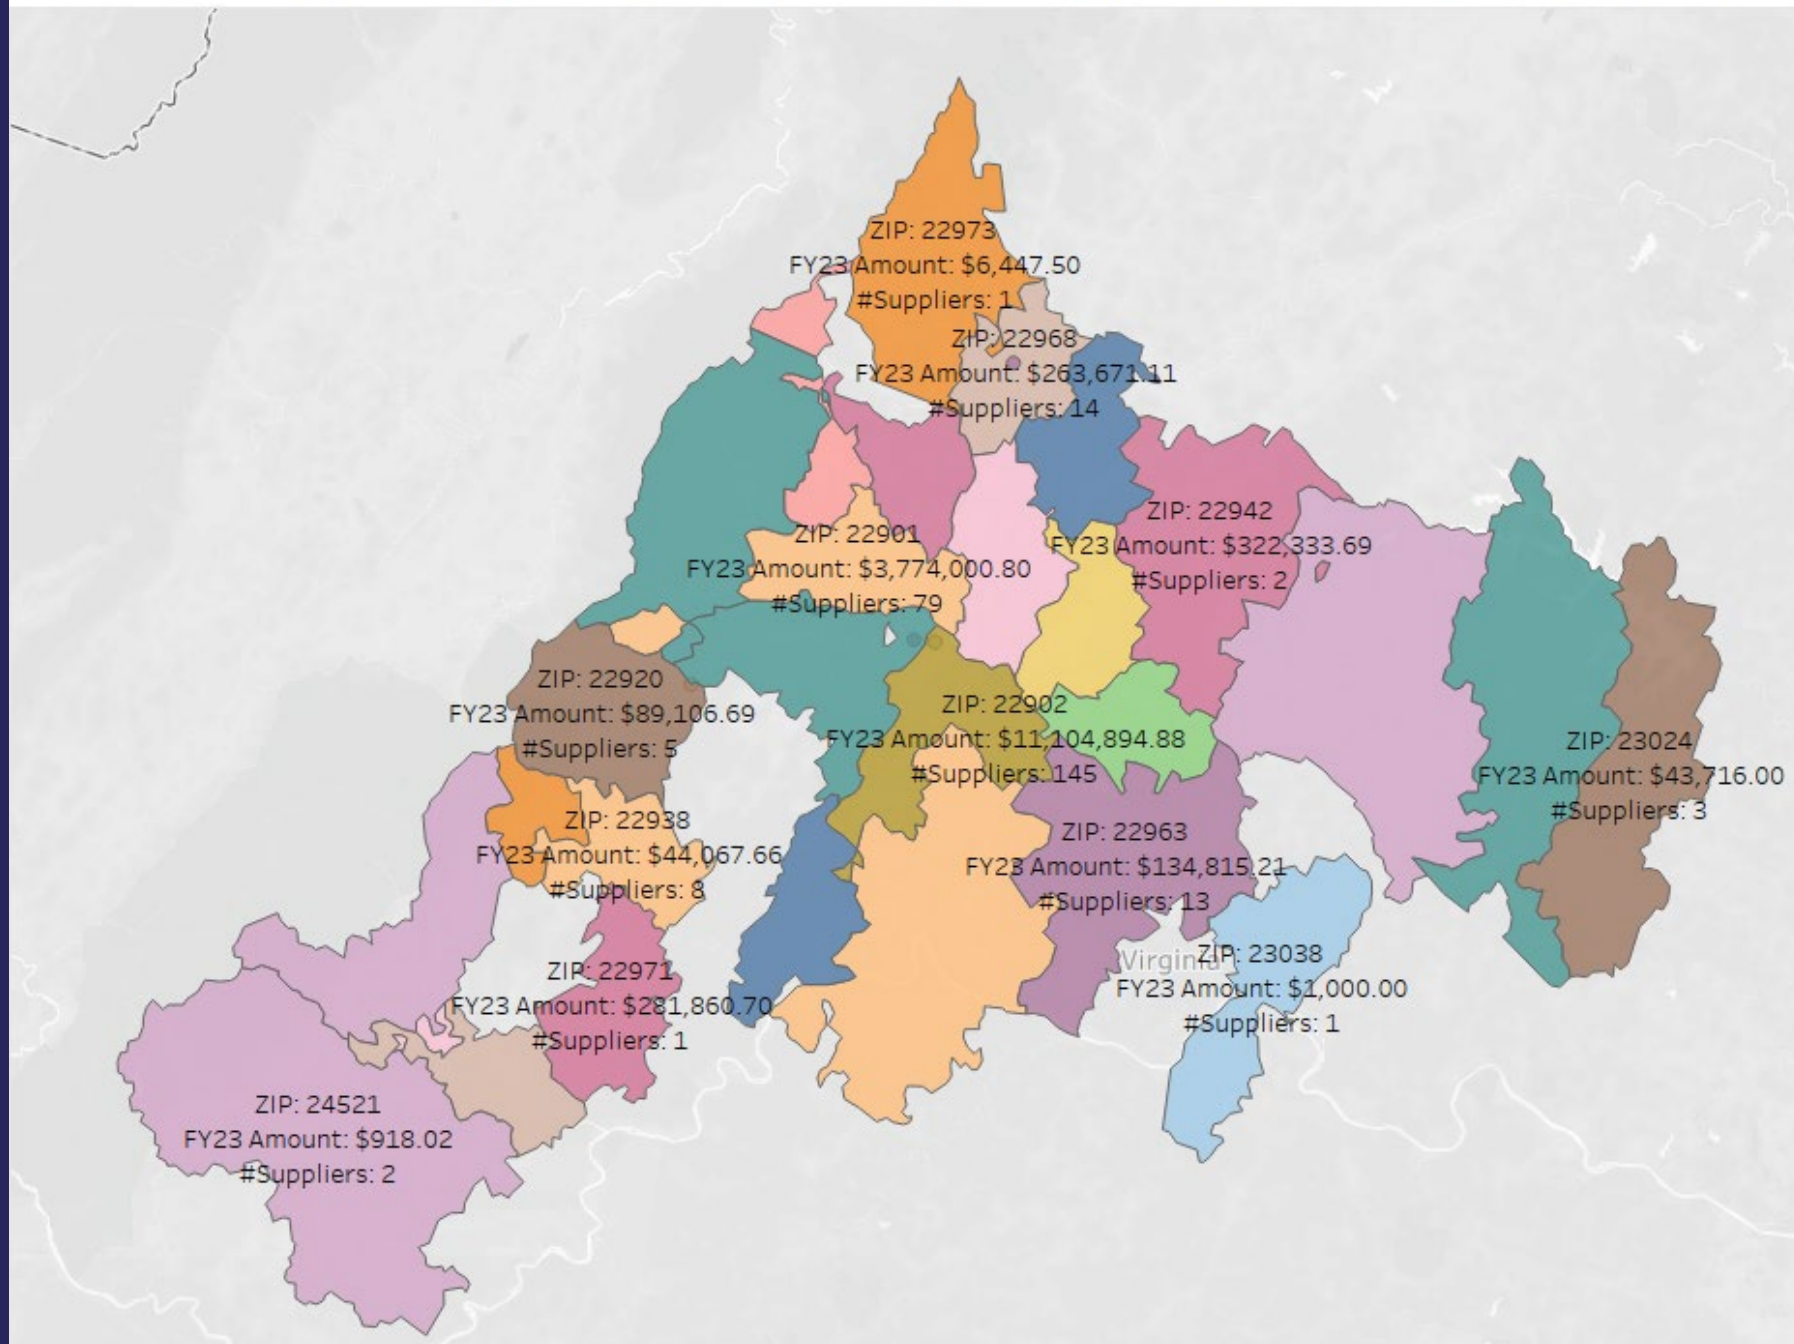 ZIP: 22973
FY23 Amount: $6,447.50
#Suppliers: 1
ZIP: 22968
FY23 Amount: $263,671.11
#Suppliers: 14
ZIP: 22942
FY23 Amount: $322,333.69
#Suppliers: 2
ZIP: 22901
FY23 Amount: $3,774,000.80
#Suppliers: 79
ZIP: 22920
FY23 Amount: $89,106.69
#Suppliers: 5
ZIP: 22902
FY23 Amount: $11,104,894.88
#Suppliers: 145
ZIP: 23024
FY23 Amount: $43,716.00
#Suppliers: 3
ZIP: 22938
FY23 Amount: $44,067.66
#Suppliers: 8
ZIP: 22963
FY23 Amount: $134,815.21
#Suppliers: 13
Virginia
ZIP: 23038
FY23 Amount: $1,000.00
#Suppliers: 1
ZIP: 22971
FY23 Amount: $281,860.70
#Suppliers: 1
ZIP: 24521
FY23 Amount: $918.02
#Suppliers: 2